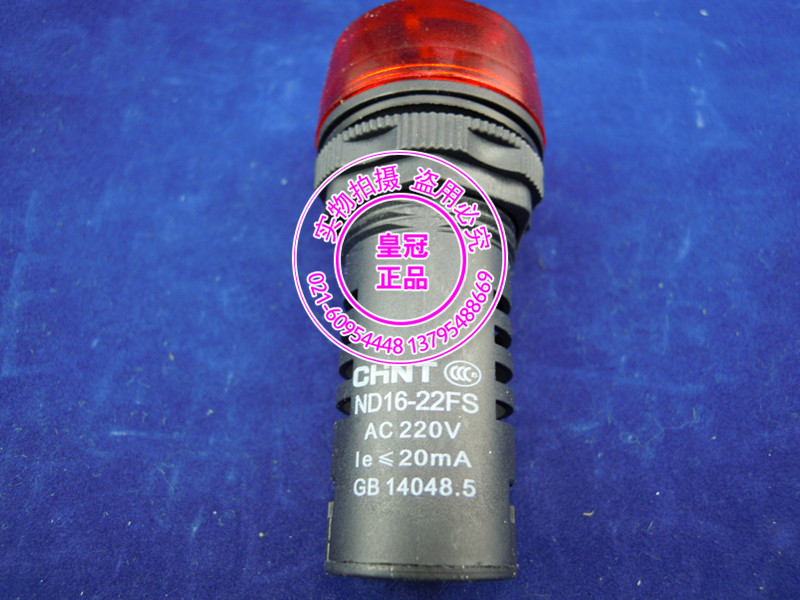 实物拍摄 盗用必究
皇冠
正品
021-60954448 13795488669
CHNT CCC
ND16-22FS
AC 220V
Ie ≤ 20mA
GB 14048.5